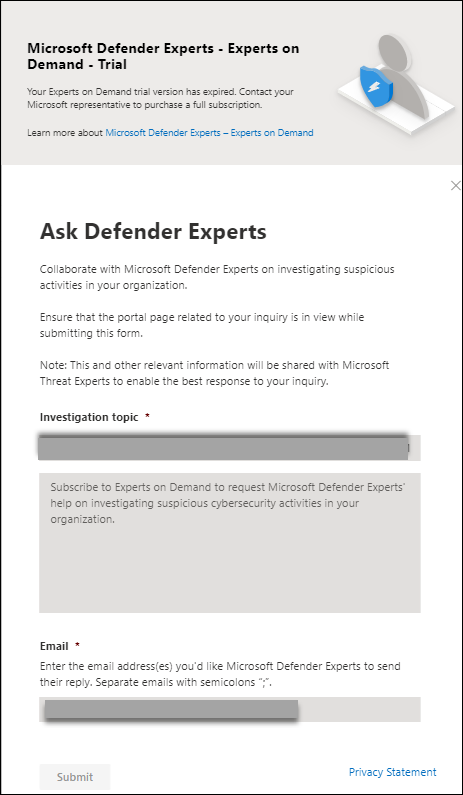 Microsoft Defender Experts - Experts on
Demand - Trial
Your Experts on Demand trial version has expired. Contact your
Microsoft representative to purchase a full subscription.
Learn more about Microsoft Defender Experts – Experts on Demand
Ask Defender Experts
Collaborate with Microsoft Defender Experts on investigating suspicious
activities in your organization.
Ensure that the portal page related to your inquiry is in view while
submitting this form.
Note: This and other relevant information will be shared with Microsoft
Threat Experts to enable the best response to your inquiry.
Investigation topic *
Subscribe to Experts on Demand to request Microsoft Defender Experts'
help on investigating suspicious cybersecurity activities in your
organization.
Email *
Enter the email address(es) you'd like Microsoft Defender Experts to send
their reply. Separate emails with semicolons “;”.
Submit
Privacy Statement